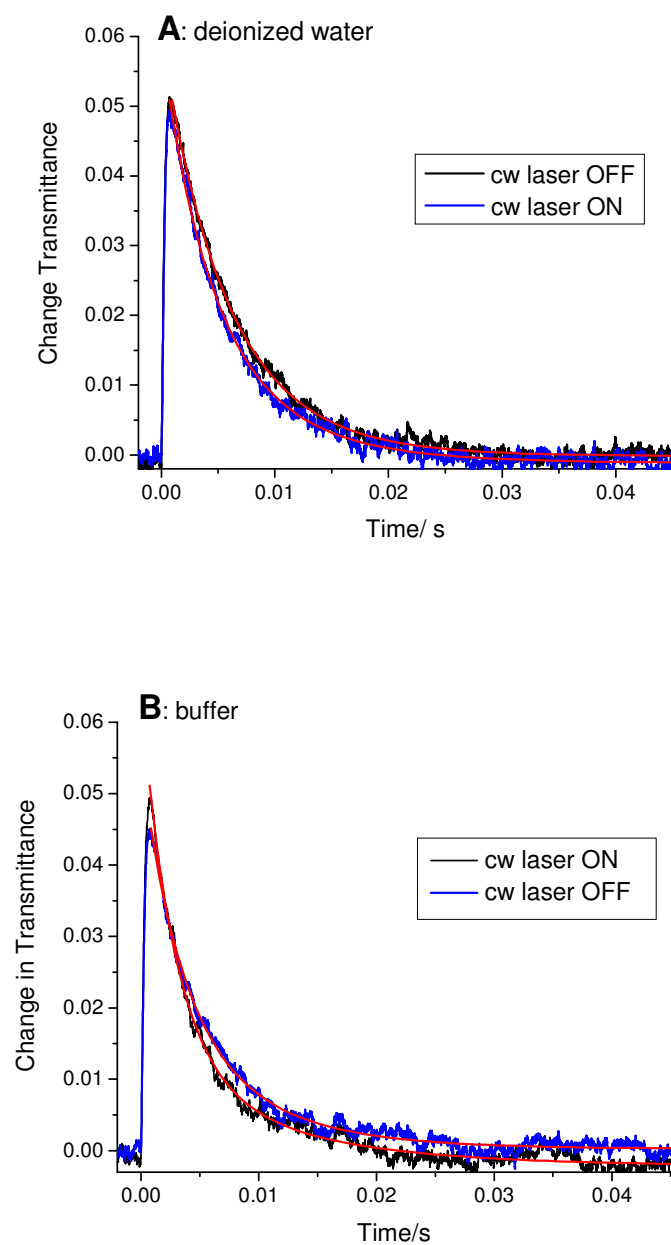 A: deionized water
0.06
0.05
0.04
0.03
0.02
0.01
0.00
Change Transmittance
cw laser OFF
cw laser ON
0.00 0.01 0.02 0.03 0.04
Time/ s
B: buffer
0.06
0.05
0.04
0.03
0.02
0.01
0.00
Change in Transmittance
cw laser ON
cw laser OFF
0.00 0.01 0.02 0.03 0.04
Time/s